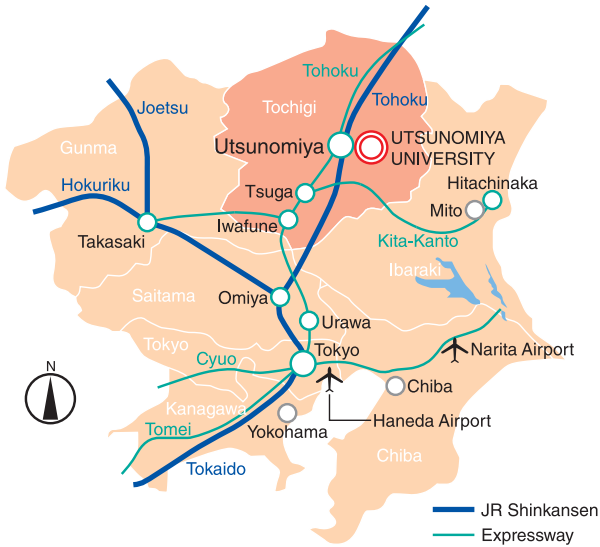 Tohoku
Tochigi
Tohoku
Joetsu
Gunma
Utsunomiya
UTSUNOMIYA
UNIVERSITY
Hokuriku
Tsuga
Hitachinaka
Mito
Iwafune
Takasaki
Kita-Kanto
Ibaraki
Saitama
Omiya
Urawa
Tokyo
Tokyo
Narita Airport
Cyuo
Chiba
N
Kanagawa
Haneda Airport
Tomei
Yokohama
Chiba
Tokaido
JR Shinkansen
Expressway